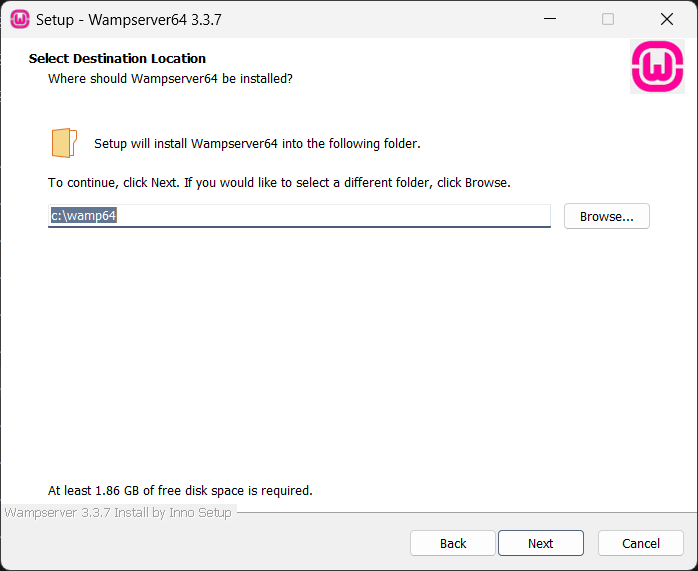 Setup - Wampserver64 3.3.7
Select Destination Location
Where should Wampserver64 be installed?
Setup will install Wampserver64 into the following folder.
To continue, click Next. If you would like to select a different folder, click Browse.
c:\wamp64
Browse...
At least 1.86 GB of free disk space is required.
Wampserver 3.3.7 Install by Inno Setup
Back
Next
Cancel